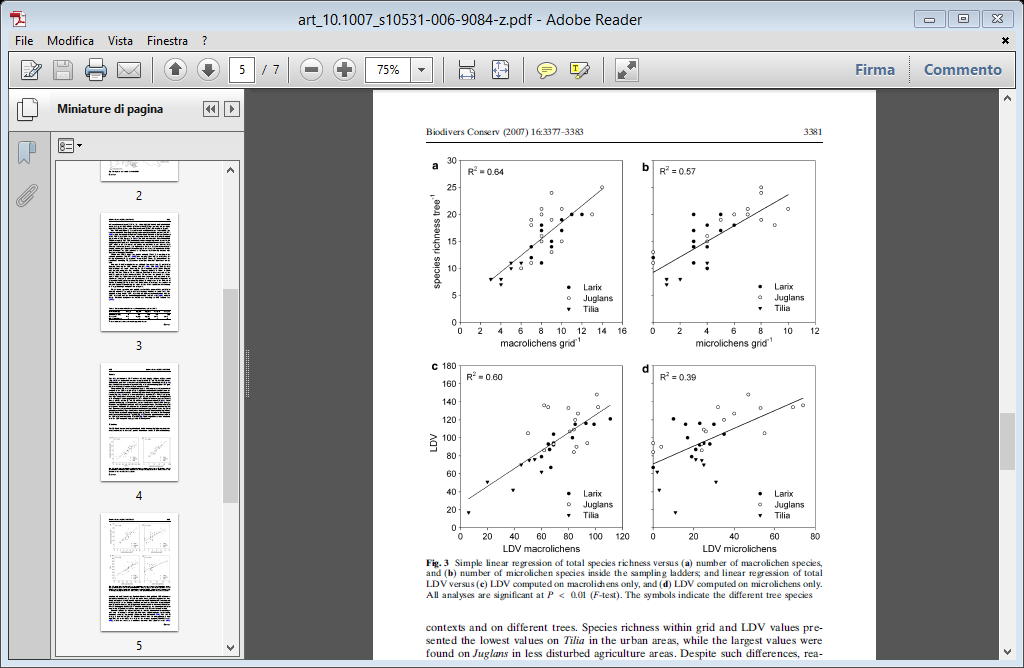 art_10.1007_s10531-006-9084-z.pdf - Adobe Reader
File Modifica Vista Finestra ?
5 / 7 75% Firma Commento
Miniature di pagina
2
3
4
5
Biodivers Conserv (2007) 16:3377–3383 3381
a
R² = 0.64
species richness tree⁻¹
30
25
20
15
10
5
0
Larix
Juglans
Tilia
0 2 4 6 8 10 12 14 16
macrolichens grid⁻¹
b
R² = 0.57
Larix
Juglans
Tilia
0 2 4 6 8 10 12
microlichens grid⁻¹
c
R² = 0.60
LDV
180
160
140
120
100
80
60
40
20
0
Larix
Juglans
Tilia
0 20 40 60 80 100 120
LDV macrolichens
d
R² = 0.39
Larix
Juglans
Tilia
0 20 40 60 80
LDV microlichens
Fig. 3 Simple linear regression of total species richness versus (a) number of macrolichen species,
and (b) number of microlichen species inside the sampling ladders; and linear regression of total
LDV versus (c) LDV computed on macrolichens only, and (d) LDV computed on microlichens only.
All analyses are significant at P < 0.01 (F-test). The symbols indicate the different tree species
contexts and on different trees. Species richness within grid and LDV values pre-
sented the lowest values on Tilia in the urban areas, while the largest values were
found on Juglans in less disturbed agriculture areas. Despite such differences, rea-